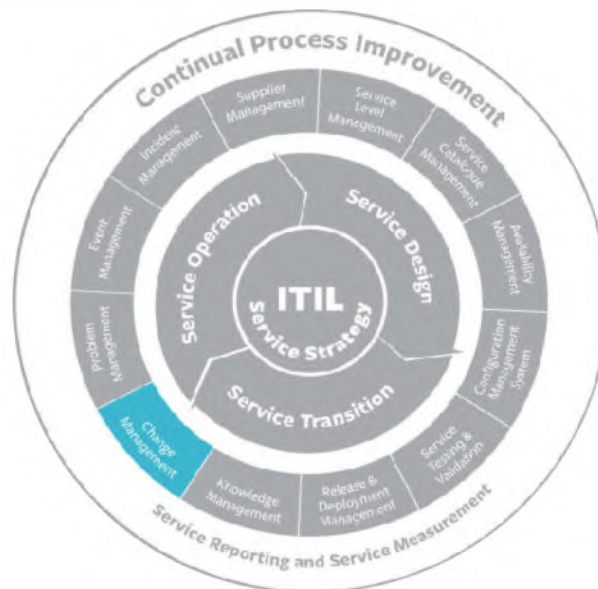 Continual Process Improvement
Supplier
Management
Service
Level
Management
Service
Catalogue
Management
Availability
Management
Configuration
Management
System
Service
Testing &
Validation
Release &
Deployment
Management
Knowledge
Management
Change
Management
Problem
Management
Event
Management
Incident
Management
Service Operation
Service Design
Service Transition
ITIL
Service Strategy
Service Reporting and Service Measurement